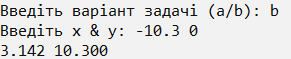 Введіть варіант задачі (a/b): b
Введіть x & y: -10.3 0
3.142 10.300